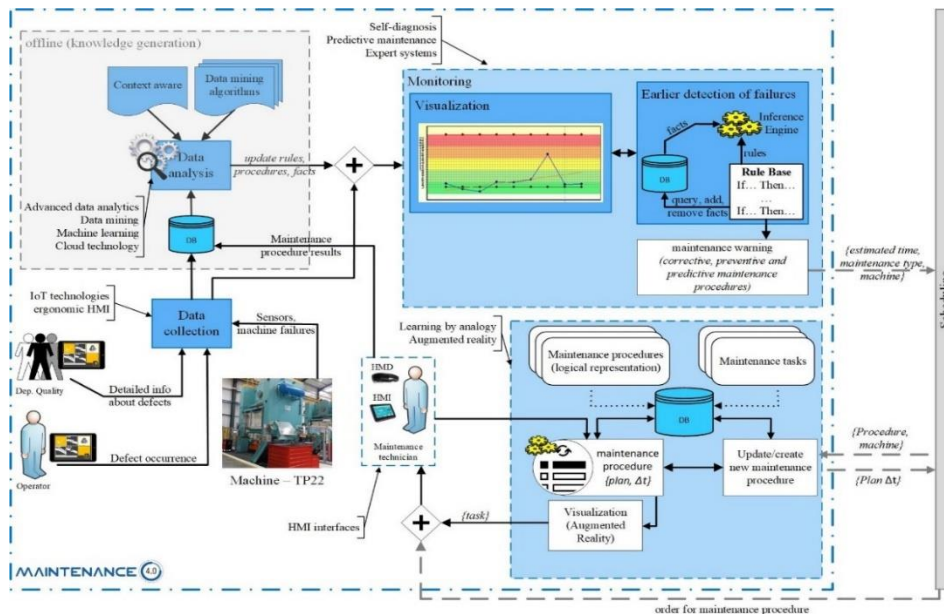 Self-diagnosis
Predictive maintenance
Expert systems
offline (knowledge generation)
Context aware
Data mining
algorithms
Data
analysis
update rules,
procedures, facts
Advanced data analytics
Data mining
Machine learning
Cloud technology
DB
Maintenance
procedure results
Monitoring
Visualization
Earlier detection of failures
facts
Inference
Engine
rules
DB
Rule Base
If… Then…
…
If… Then…
query, add,
remove facts
maintenance warning
(corrective, preventive and
predictive maintenance
procedures)
{estimated time,
maintenance type,
machine}
IoT technologies
ergonomic HMI
Data
collection
Sensors,
machine failures
Dep. Quality
Detailed info
about defects
Operator
Defect occurrence
Machine – TP22
HMD
HMI
Maintenance
technician
HMI interfaces
Learning by analogy
Augmented reality
Maintenance procedures
(logical representation)
Maintenance tasks
DB
maintenance
procedure
{plan, Δt}
Update/create
new maintenance
procedure
{Procedure,
machine}
{Plan Δt}
Visualization
(Augmented
Reality)
{task}
MAINTENANCE 4.0
order for maintenance procedure